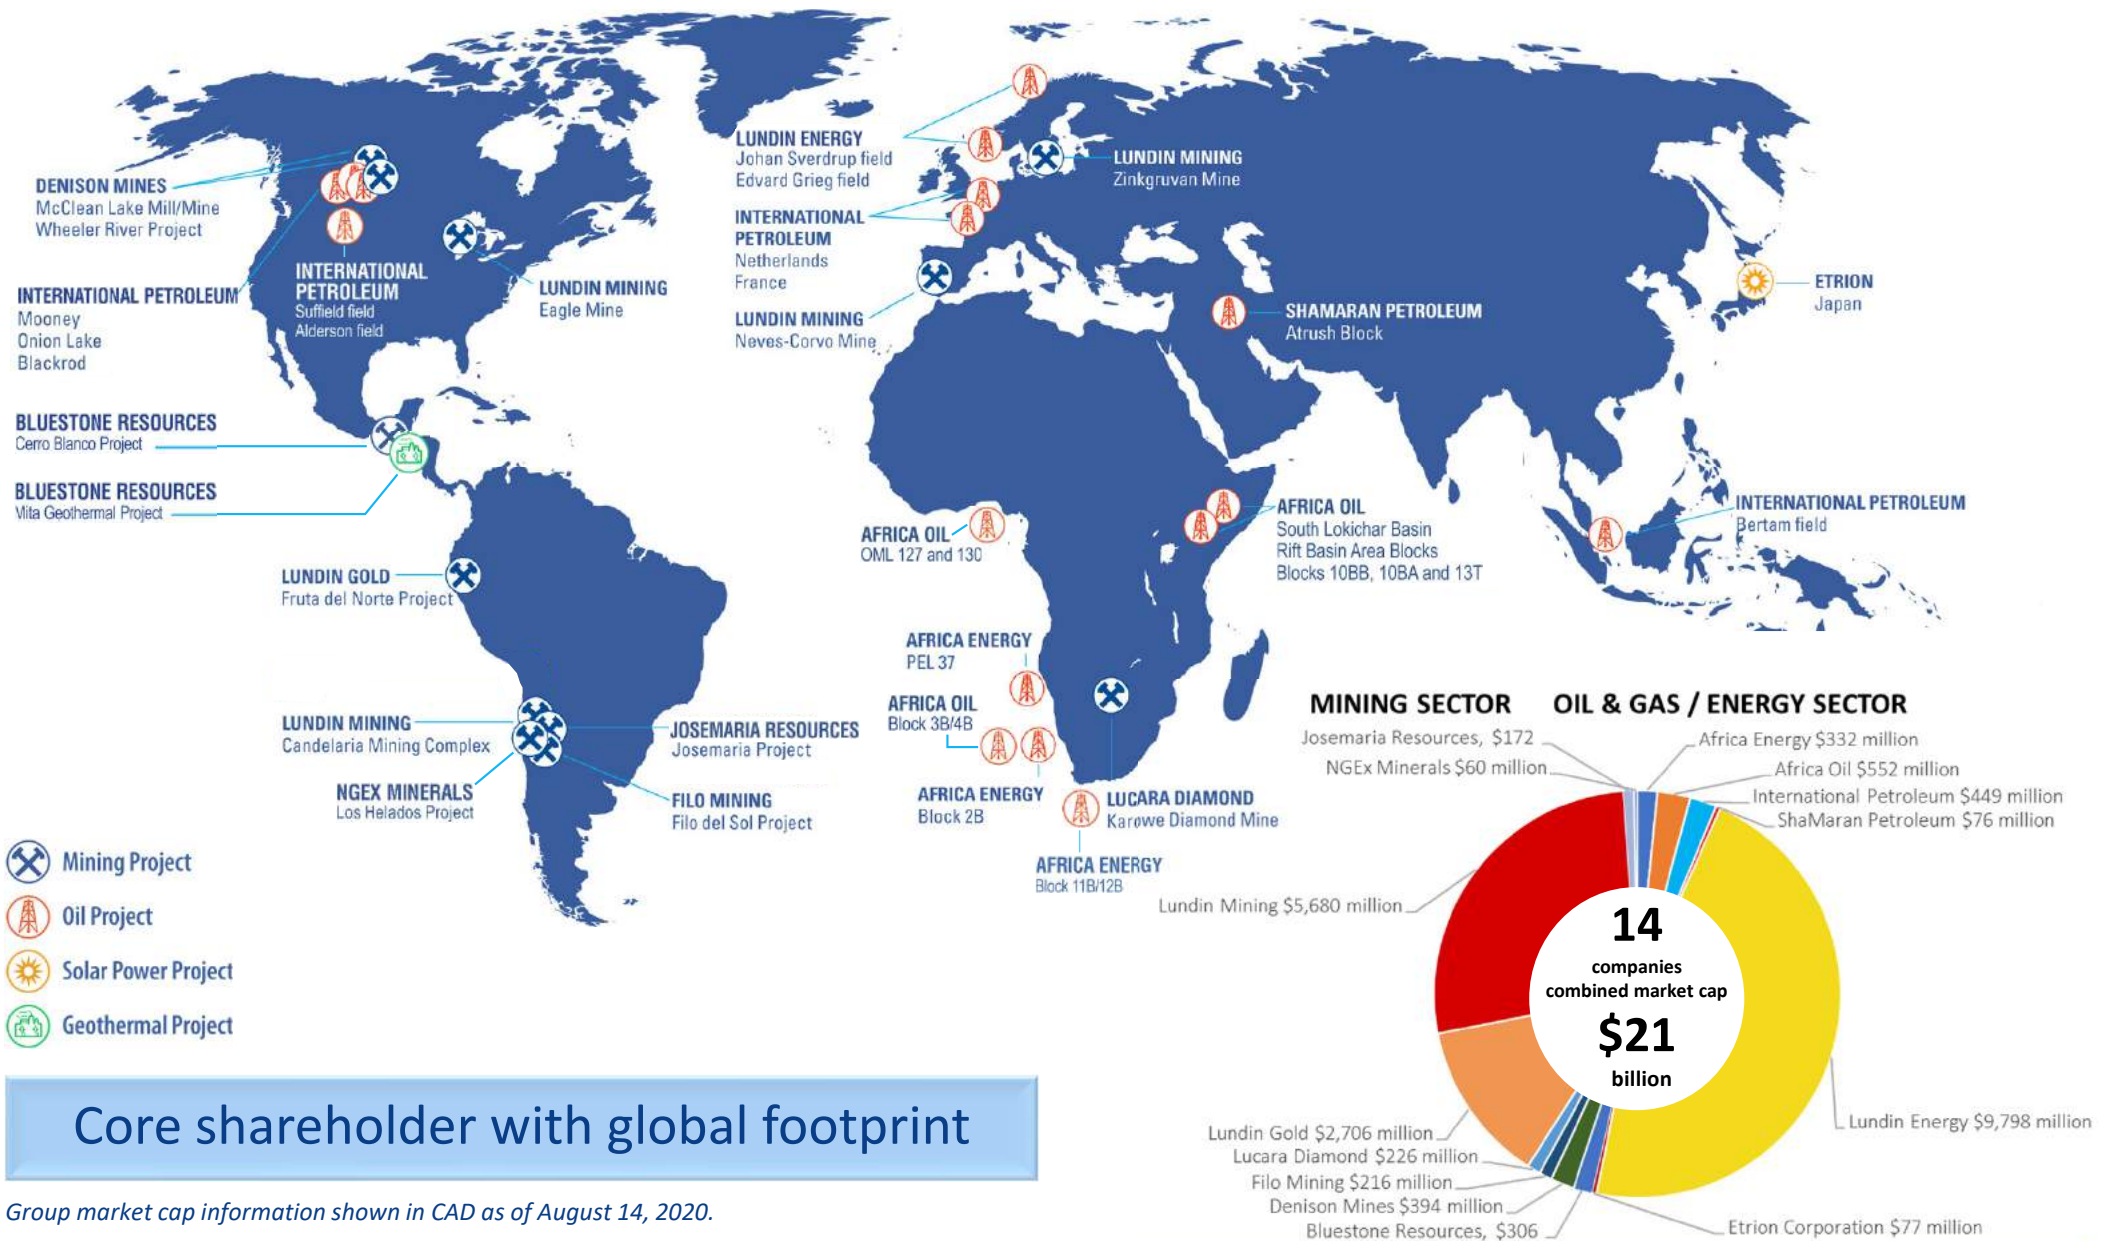 DENISON MINES
McClean Lake Mill/Mine
Wheeler River Project
INTERNATIONAL PETROLEUM
Mooney
Onion Lake
Blackrod
INTERNATIONAL
PETROLEUM
Suffield field
Alderson field
LUNDIN MINING
Eagle Mine
BLUESTONE RESOURCES
Cerro Blanco Project
BLUESTONE RESOURCES
Mita Geothermal Project
LUNDIN GOLD
Fruta del Norte Project
LUNDIN MINING
Candelaria Mining Complex
NGEX MINERALS
Los Helados Project
JOSEMARIA RESOURCES
Josemaria Project
FILO MINING
Filo del Sol Project
LUNDIN ENERGY
Johan Sverdrup field
Edvard Grieg field
INTERNATIONAL
PETROLEUM
Netherlands
France
LUNDIN MINING
Neves-Corvo Mine
LUNDIN MINING
Zinkgruvan Mine
SHAMARAN PETROLEUM
Atrush Block
ETRION
Japan
AFRICA OIL
OML 127 and 130
AFRICA OIL
South Lokichar Basin
Rift Basin Area Blocks
Blocks 10BB, 10BA and 13T
INTERNATIONAL PETROLEUM
Bertam field
AFRICA ENERGY
PEL 37
AFRICA OIL
Block 3B/4B
AFRICA ENERGY
Block 2B
LUCARA DIAMOND
Karowe Diamond Mine
AFRICA ENERGY
Block 11B/12B
Mining Project
Oil Project
Solar Power Project
Geothermal Project
MINING SECTOR
OIL & GAS / ENERGY SECTOR
Josemaria Resources, $172
NGEx Minerals $60 million
Africa Energy $332 million
Africa Oil $552 million
International Petroleum $449 million
ShaMaran Petroleum $76 million
Lundin Mining $5,680 million
14
companies
combined market cap
$21
billion
Lundin Energy $9,798 million
Lundin Gold $2,706 million
Lucara Diamond $226 million
Filo Mining $216 million
Denison Mines $394 million
Bluestone Resources, $306
Etrion Corporation $77 million
Core shareholder with global footprint
Group market cap information shown in CAD as of August 14, 2020.